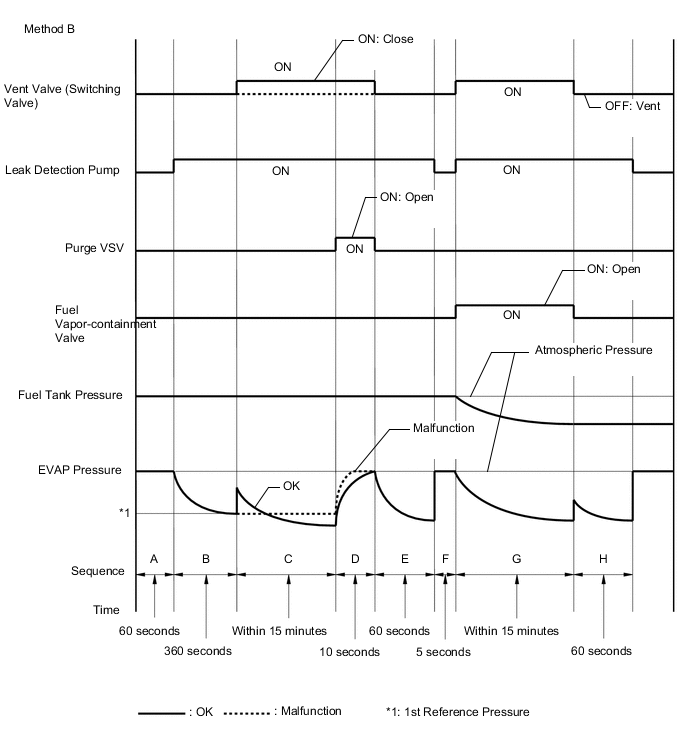 Method B
ON: Close
ON
Vent Valve (Switching
Valve)
ON
OFF: Vent
Leak Detection Pump
ON
ON
ON: Open
Purge VSV
ON
ON: Open
Fuel
Vapor-containment
Valve
ON
Atmospheric Pressure
Fuel Tank Pressure
Malfunction
EVAP Pressure
OK
*1
A B C D E F G H
Sequence
Time
60 seconds Within 15 minutes 60 seconds Within 15 minutes
360 seconds 10 seconds 5 seconds 60 seconds
: OK : Malfunction *1: 1st Reference Pressure